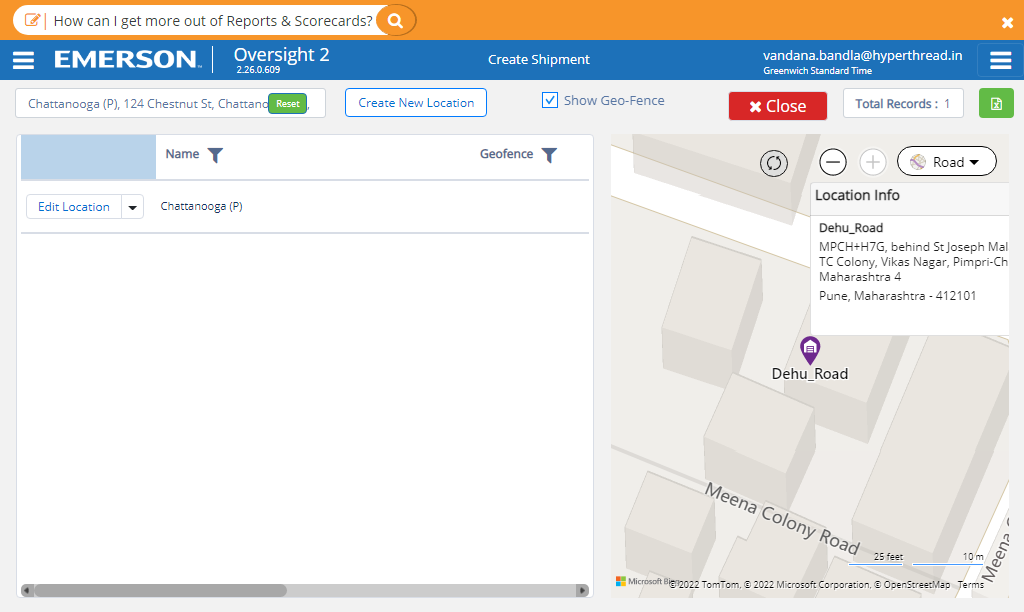 How can I get more out of Reports & Scorecards?
EMERSON
Oversight 2
2.26.0.609
Create Shipment
vandana.bandla@hyperthread.in
Greenwich Standard Time
Chattanooga (P), 124 Chestnut St, Chattanc
Reset
Create New Location
Show Geo-Fence
Close
Total Records : 1
Name
Geofence
Edit Location
Chattanooga (P)
Road
Location Info
Dehu_Road
MPCH+H7G, behind St Joseph Mal
TC Colony, Vikas Nagar, Pimpri-Ch
Maharashtra 4
Pune, Maharashtra - 412101
Dehu_Road
Meena Colony Road
Meena
25 feet
10 m
Microsoft Bing
© 2022 TomTom, © 2022 Microsoft Corporation, © OpenStreetMap Terms